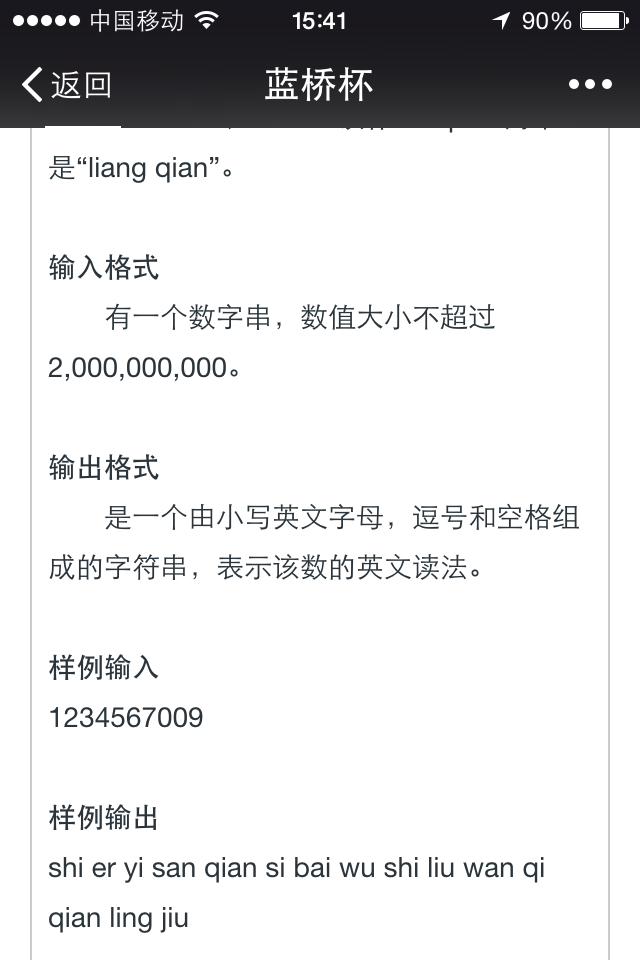 中国移动 15:41 90%
返回 蓝桥杯
是“liang qian”。
输入格式
有一个数字串，数值大小不超过
2,000,000,000。
输出格式
是一个由小写英文字母，逗号和空格组
成的字符串，表示该数的英文读法。
样例输入
1234567009
样例输出
shi er yi san qian si bai wu shi liu wan qi
qian ling jiu